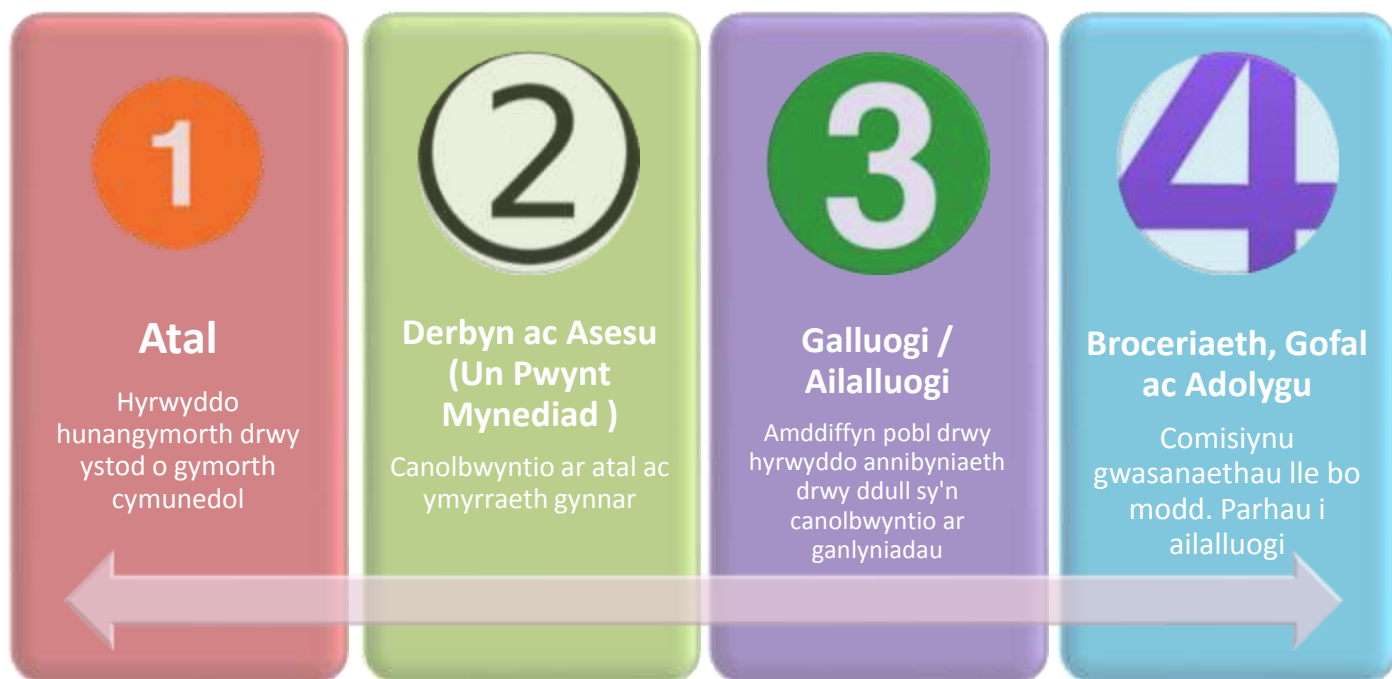 1
Atal
Hyrwyddo
hunangymorth drwy
ystod o gymorth
cymunedol
2
Derbyn ac Asesu
(Un Pwynt
Mynediad )
Canolbwyntio ar atal ac
ymyrraeth gynnar
3
Galluogi /
Ailalluogi
Amddiffyn pobl drwy
hyrwyddo annibyniaeth
drwy ddull sy'n
canolbwyntio ar
ganlyniadau
4
Broceriaeth, Gofal
ac Adolygu
Comisiynu
gwasanaethau lle bo
modd. Parhau i
ailalluogi